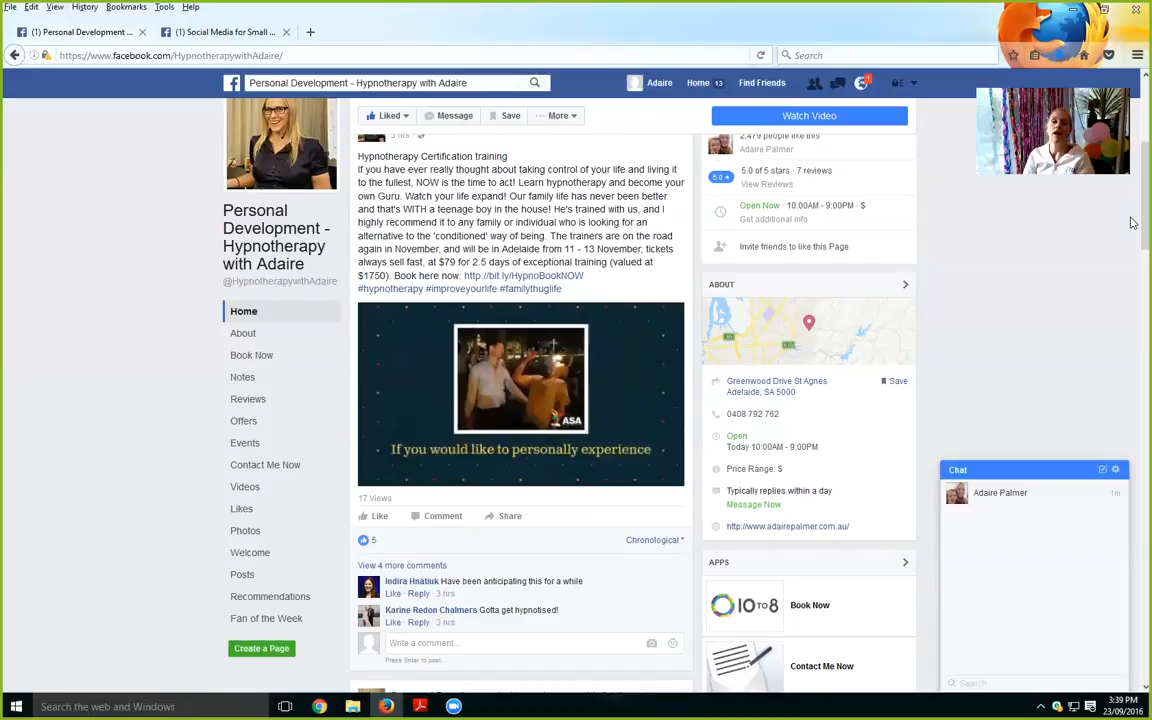 File Edit View History Bookmarks Tools Help
(1) Personal Development ...
(1) Social Media for Small ...
https://www.facebook.com/HypnotherapywithAdaire/
Search
Personal Development - Hypnotherapy with Adaire
Adaire
Home 13
Find Friends
1
Liked
Message
Save
More
Watch Video
3 hrs
Personal
Development -
Hypnotherapy
with Adaire
@HypnotherapywithAdaire
Home
About
Book Now
Notes
Reviews
Offers
Events
Contact Me Now
Videos
Likes
Photos
Welcome
Posts
Recommendations
Fan of the Week
Create a Page
Hypnotherapy Certification training
If you have ever really thought about taking control of your life and living it
to the fullest, NOW is the time to act! Learn hypnotherapy and become your
own Guru. Watch your life expand! Our family life has never been better
and that's WITH a teenage boy in the house! He's trained with us, and I
highly recommend it to any family or individual who is looking for an
alternative to the 'conditioned' way of being. The trainers are on the road
again in November, and will be in Adelaide from 11 - 13 November, tickets
always sell fast, at $79 for 2.5 days of exceptional training (valued at
$1750). Book here now: http://bit.ly/HypnoBookNOW
#hypnotherapy #improveyourlife #familythuglife
ASA
If you would like to personally experience
17 Views
Like Comment Share
5
Chronological
View 4 more comments
Indira Hnatiuk Have been anticipating this for a while
Like · Reply · 3 hrs
Karine Redon Chalmers Gotta get hypnotised!
Like · Reply · 3 hrs
Write a comment...
Press Enter to post.
2,479 people like this
Adaire Palmer
5.0 ★
5.0 of 5 stars · 7 reviews
View Reviews
Open Now · 10:00AM - 9:00PM · $
Get additional info
Invite friends to like this Page
ABOUT
Greenwood Drive St Agnes
Adelaide, SA 5000
Save
0408 792 762
Open
Today 10:00AM - 9:00PM
Price Range: $
Typically replies within a day
Message Now
http://www.adairepalmer.com.au/
APPS
10 TO 8
Book Now
Contact Me Now
Chat
Adaire Palmer
1m
Search
Search the web and Windows
3:39 PM
23/09/2016